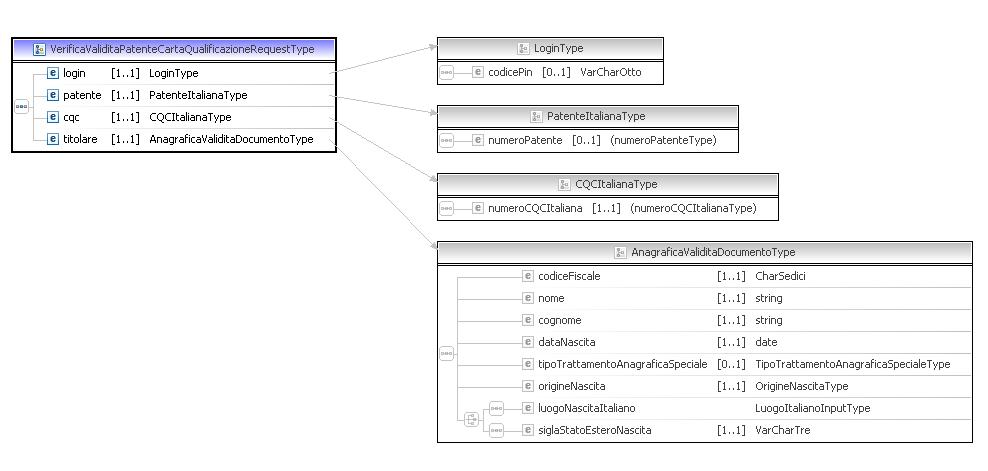 VerificaValiditaPatenteCartaQualificazioneRequestType
e login [1..1] LoginType
e patente [1..1] PatenteItalianaType
e cqc [1..1] CQCItalianaType
e titolare [1..1] AnagraficaValiditaDocumentoType
LoginType
e codicePin [0..1] VarCharOtto
PatenteItalianaType
e numeroPatente [0..1] (numeroPatenteType)
CQCItalianaType
e numeroCQCItaliana [1..1] (numeroCQCItalianaType)
AnagraficaValiditaDocumentoType
e codiceFiscale [1..1] CharSedici
e nome [1..1] string
e cognome [1..1] string
e dataNascita [1..1] date
e tipoTrattamentoAnagraficaSpeciale [0..1] TipoTrattamentoAnagraficaSpecialeType
e origineNascita [1..1] OrigineNascitaType
e luogoNascitaItaliano LuogoItalianoInputType
e siglaStatoEsteroNascita [1..1] VarCharTre